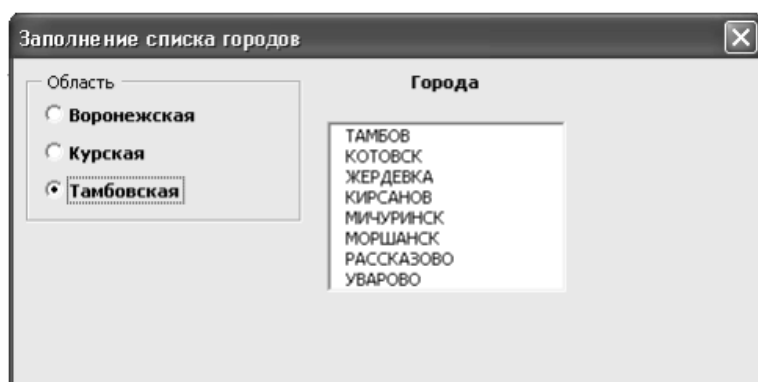 Заполнение списка городов
Область
Воронежская
Курская
Тамбовская
Города
ТАМБОВ
КОТОВСК
ЖЕРДЕВКА
КИРСАНОВ
МИЧУРИНСК
МОРШАНСК
РАССКАЗОВО
УВАРОВО